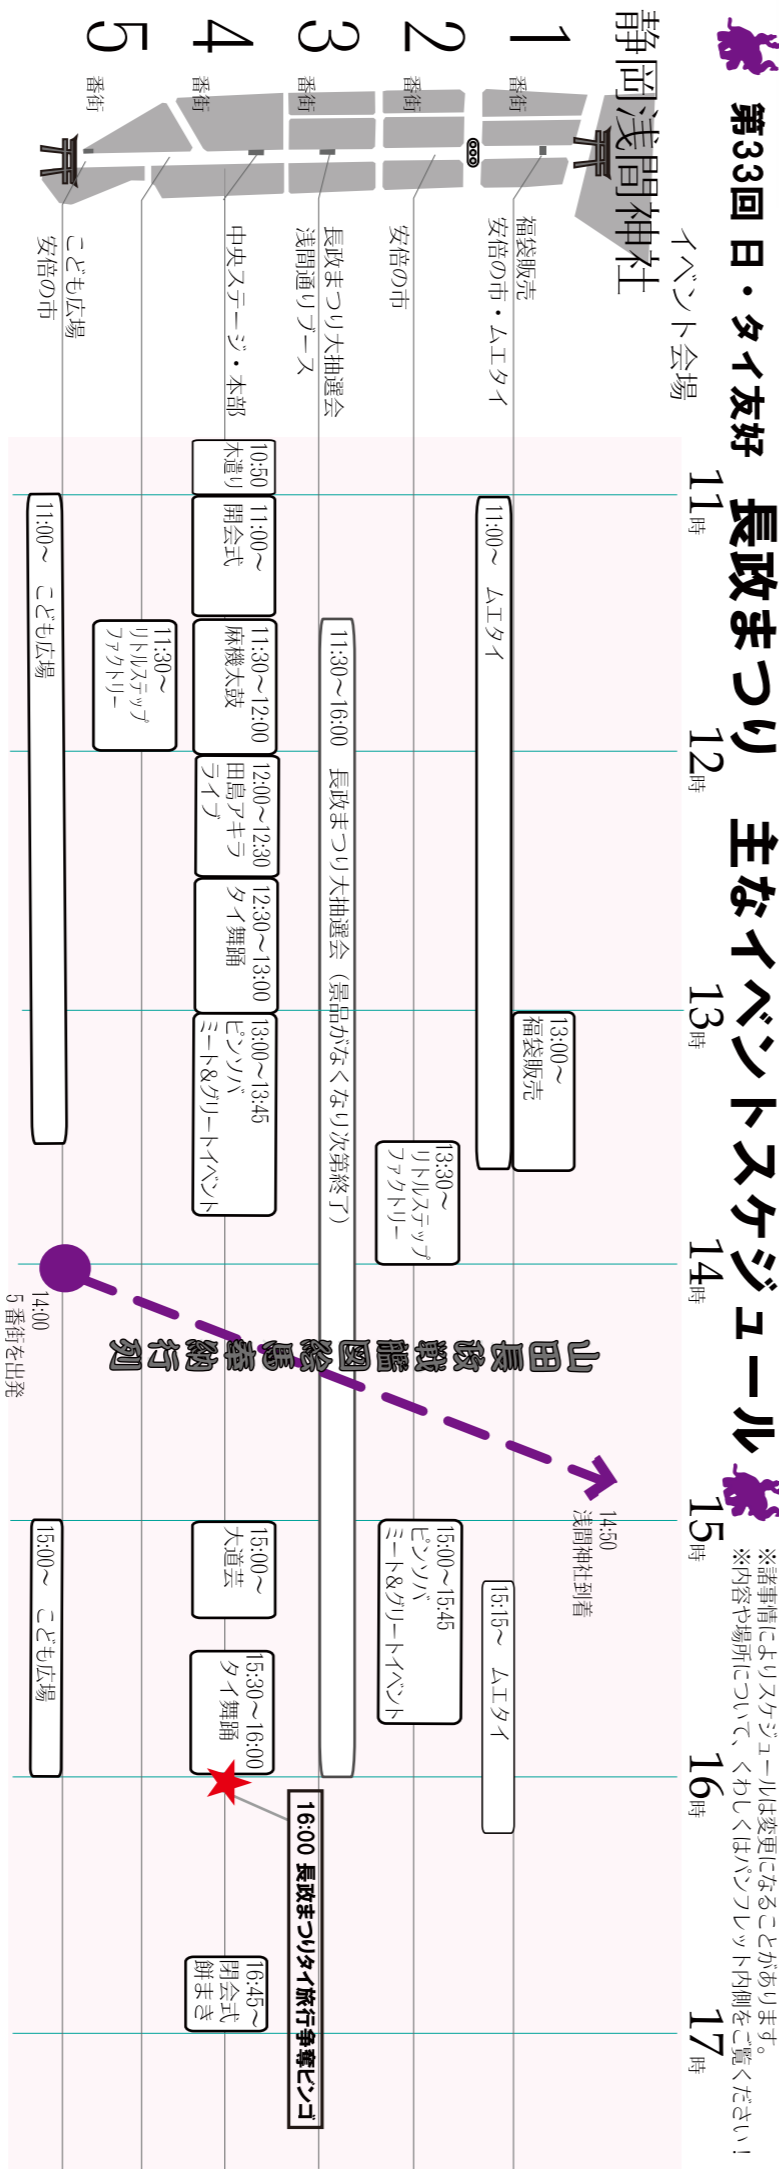 第33回 日・タイ友好 長政まつり 主なイベントスケジュール
※諸事情によりスケジュールは変更になることがあります。
※内容や場所について、くわしくはパンフレット内側をご覧ください！
イベント会場
11時
12時
13時
14時
15時
16時
17時
静岡浅間神社
1番街
福袋販売
安倍の市・ムエタイ
13:00～
福袋販売
11:00～ ムエタイ
15:15～ ムエタイ
14:50
浅間神社到着
2番街
安倍の市
13:30～
リトルステップ
ファクトリー
15:00～15:45
ピンソバ
ミート&グリートイベント
3番街
長政まつり大抽選会
浅間通りブース
11:30～16:00 長政まつり大抽選会（景品がなくなり次第終了）
山田長政戦艦図絵馬奉納行列
16:00 長政まつりタイ旅行争奪ビンゴ
4番街
中央ステージ・本部
10:50
木遣り
11:00～
開会式
11:30～12:00
麻機太鼓
12:00～12:30
田島アキラ
ライブ
12:30～13:00
タイ舞踊
13:00～13:45
ピンソバ
ミート&グリートイベント
15:00～
大道芸
15:30～16:00
タイ舞踊
16:45～
閉会式
餅まき
11:30～
リトルステップ
ファクトリー
5番街
こども広場
安倍の市
11:00～ こども広場
14:00
5番街を出発
15:00～ こども広場